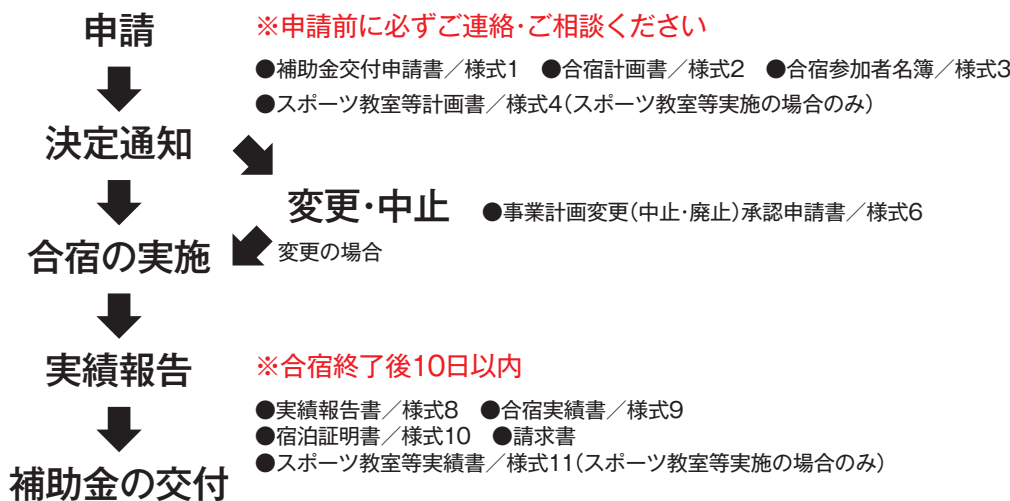 申請
※申請前に必ずご連絡・ご相談ください
●補助金交付申請書／様式1 ●合宿計画書／様式2 ●合宿参加者名簿／様式3
●スポーツ教室等計画書／様式4（スポーツ教室等実施の場合のみ）
決定通知
変更・中止
●事業計画変更（中止・廃止）承認申請書／様式6
変更の場合
合宿の実施
実績報告
※合宿終了後10日以内
●実績報告書／様式8 ●合宿実績書／様式9
●宿泊証明書／様式10 ●請求書
●スポーツ教室等実績書／様式11（スポーツ教室等実施の場合のみ）
補助金の交付